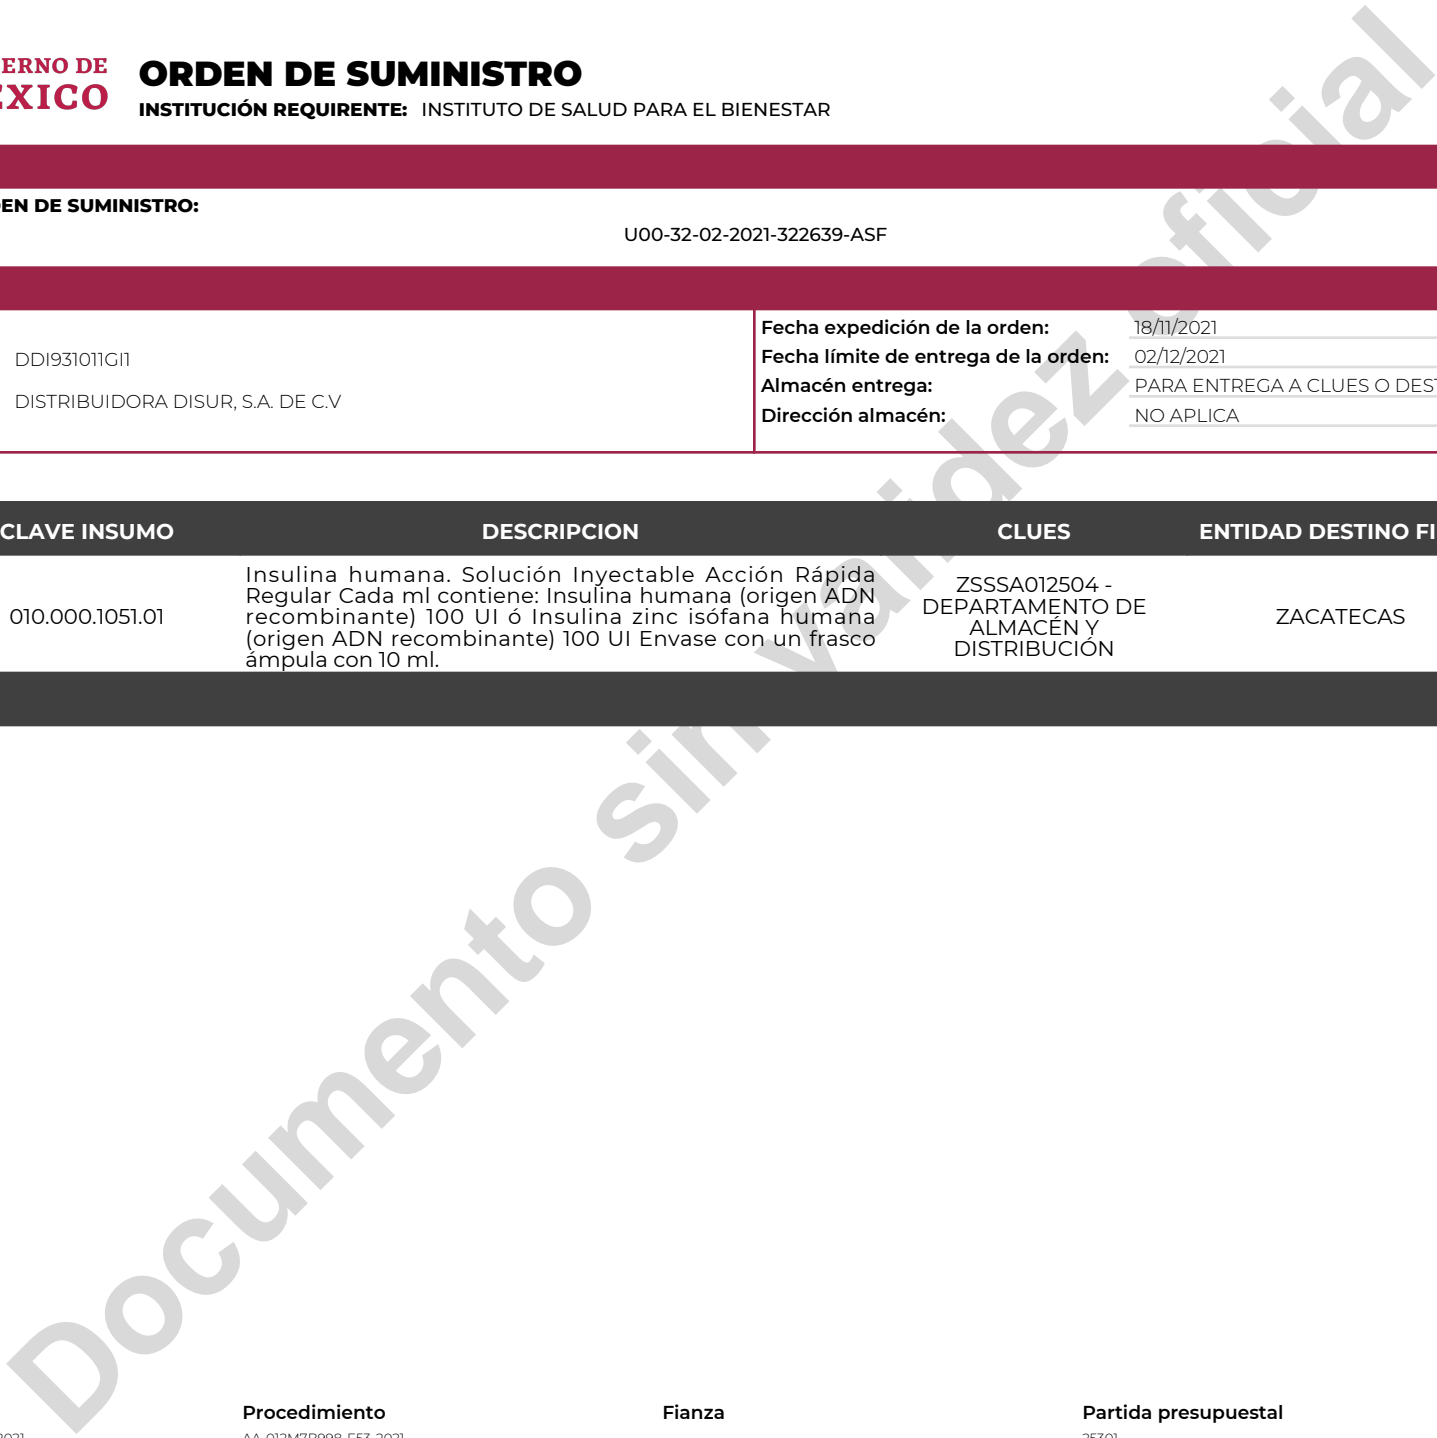 ERNO DE
EXICO
ORDEN DE SUMINISTRO
INSTITUCIÓN REQUIRENTE: INSTITUTO DE SALUD PARA EL BIENESTAR
EN DE SUMINISTRO:
U00-32-02-2021-322639-ASF
DDI931011GI1
DISTRIBUIDORA DISUR, S.A. DE C.V
Fecha expedición de la orden: 18/11/2021
Fecha límite de entrega de la orden: 02/12/2021
Almacén entrega: PARA ENTREGA A CLUES O DEST
Dirección almacén: NO APLICA
CLAVE INSUMO DESCRIPCION CLUES ENTIDAD DESTINO FI
010.000.1051.01
Insulina humana. Solución Inyectable Acción Rápida
Regular Cada ml contiene: Insulina humana (origen ADN
recombinante) 100 UI ó Insulina zinc isófana humana
(origen ADN recombinante) 100 UI Envase con un frasco
ámpula con 10 ml.
ZSSSA012504 -
DEPARTAMENTO DE
ALMACÉN Y
DISTRIBUCIÓN
ZACATECAS
Documento sin validez oficial
Procedimiento Fianza Partida presupuestal